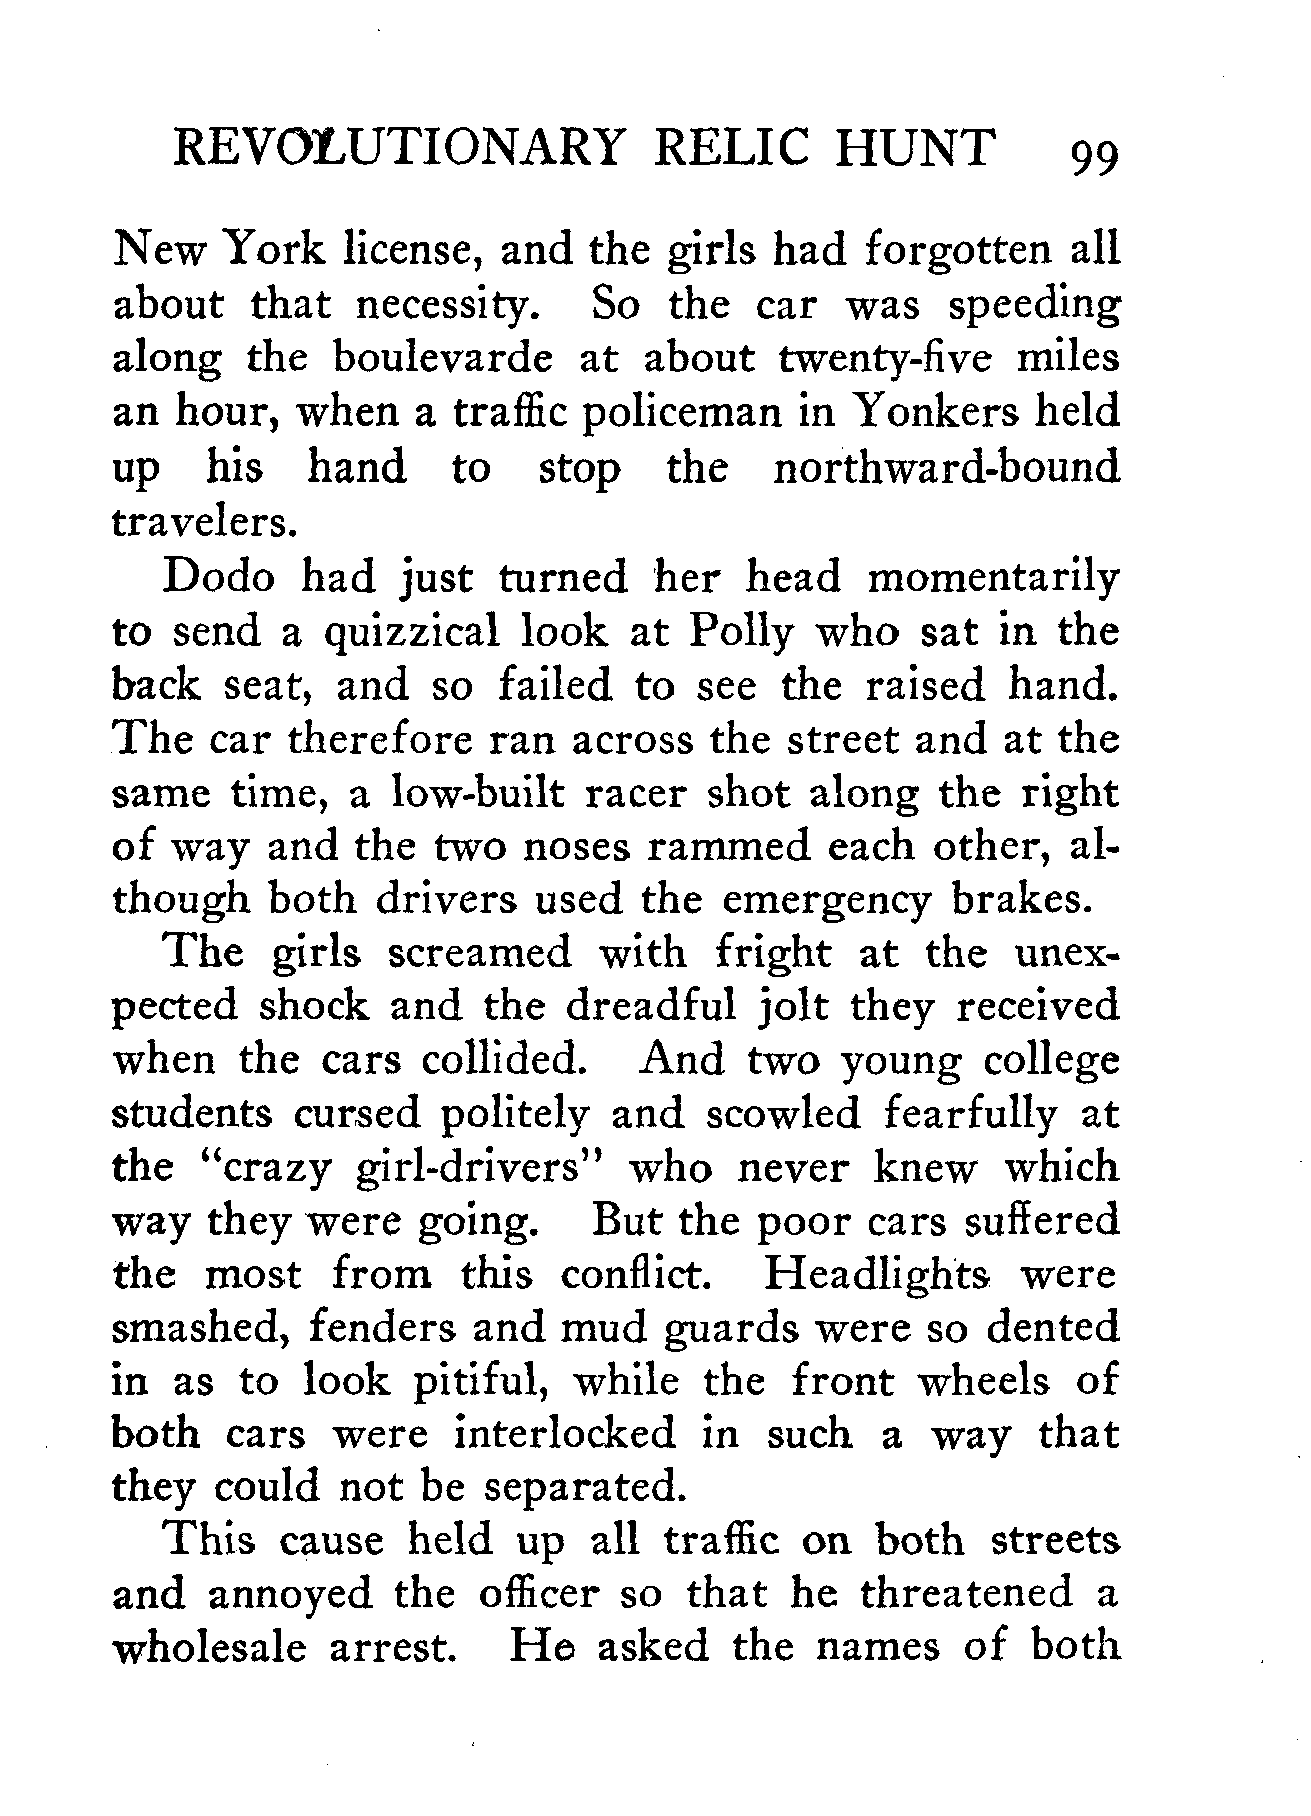 REVOLUTIONARY RELIC HUNT 99
New York license, and the girls had forgotten all
about that necessity. So the car was speeding
along the boulevarde at about twenty-five miles
an hour, when a traffic policeman in Yonkers held
up his hand to stop the northward-bound
travelers.
Dodo had just turned her head momentarily
to send a quizzical look at Polly who sat in the
back seat, and so failed to see the raised hand.
The car therefore ran across the street and at the
same time, a low-built racer shot along the right
of way and the two noses rammed each other, al-
though both drivers used the emergency brakes.
The girls screamed with fright at the unex-
pected shock and the dreadful jolt they received
when the cars collided. And two young college
students cursed politely and scowled fearfully at
the “crazy girl-drivers” who never knew which
way they were going. But the poor cars suffered
the most from this conflict. Headlights were
smashed, fenders and mud guards were so dented
in as to look pitiful, while the front wheels of
both cars were interlocked in such a way that
they could not be separated.
This cause held up all traffic on both streets
and annoyed the officer so that he threatened a
wholesale arrest. He asked the names of both